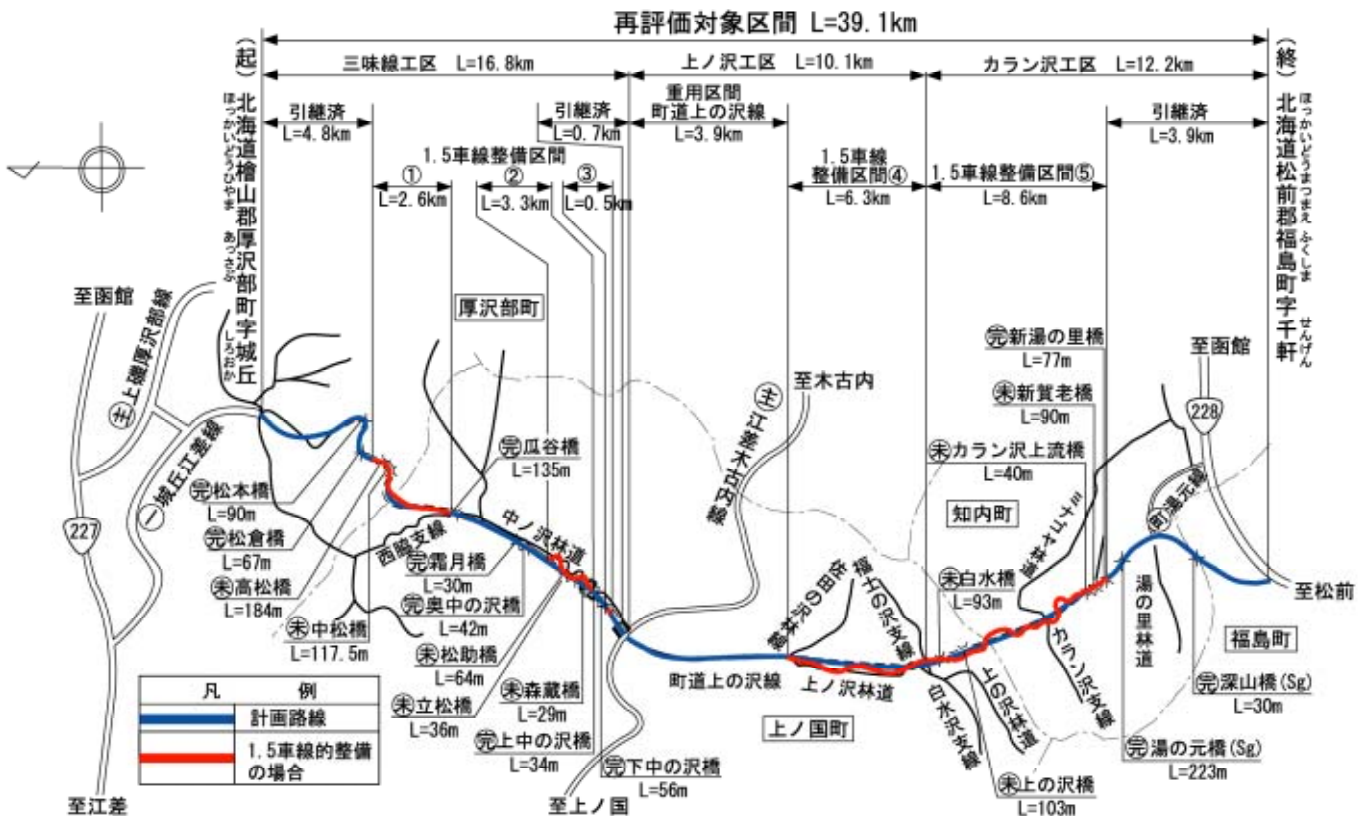 再評価対象区間 L=39.1km
三味線工区 L=16.8km
上ノ沢工区 L=10.1km
カラン沢工区 L=12.2km
(起)
北海道檜山郡厚沢部町字城丘
ほっかいどうひやま
あっさぶ
しろおか
(終)
北海道松前郡福島町字千軒
ほっかいどうまつまえ
ふくしま
せんげん
引継済
L=4.8km
引継済
L=0.7km
重用区間
町道上の沢線
L=3.9km
引継済
L=3.9km
1.5車線整備区間
①
L=2.6km
②
L=3.3km
③
L=0.5km
1.5車線
整備区間④
L=6.3km
1.5車線整備区間⑤
L=8.6km
至函館
主 上磯厚沢部線
一 城丘江差線
227
至江差
厚沢部町
完松本橋
L=90m
完松倉橋
L=67m
未高松橋
L=184m
未中松橋
L=117.5m
西脇支線
完瓜谷橋
L=135m
中ノ沢林道
完霜月橋
L=30m
完奥中の沢橋
L=42m
未松助橋
L=64m
未立松橋
L=36m
未森蔵橋
L=29m
完上中の沢橋
L=34m
完下中の沢橋
L=56m
至木古内
主 江差木古内線
至上ノ国
町道上の沢線
上ノ沢林道
上ノ国町
白水沢支線
上の沢林道
未白水橋
L=93m
未上の沢橋
L=103m
未カラン沢上流橋
L=40m
知内町
ミナゴヤ林道
カラン沢支線
完新湯の里橋
L=77m
未新賀老橋
L=90m
湯の里林道
至函館
228
至松前
福島町
完深山橋(Sg)
L=30m
完湯の元橋(Sg)
L=223m
凡例
計画路線
1.5車線的整備
の場合